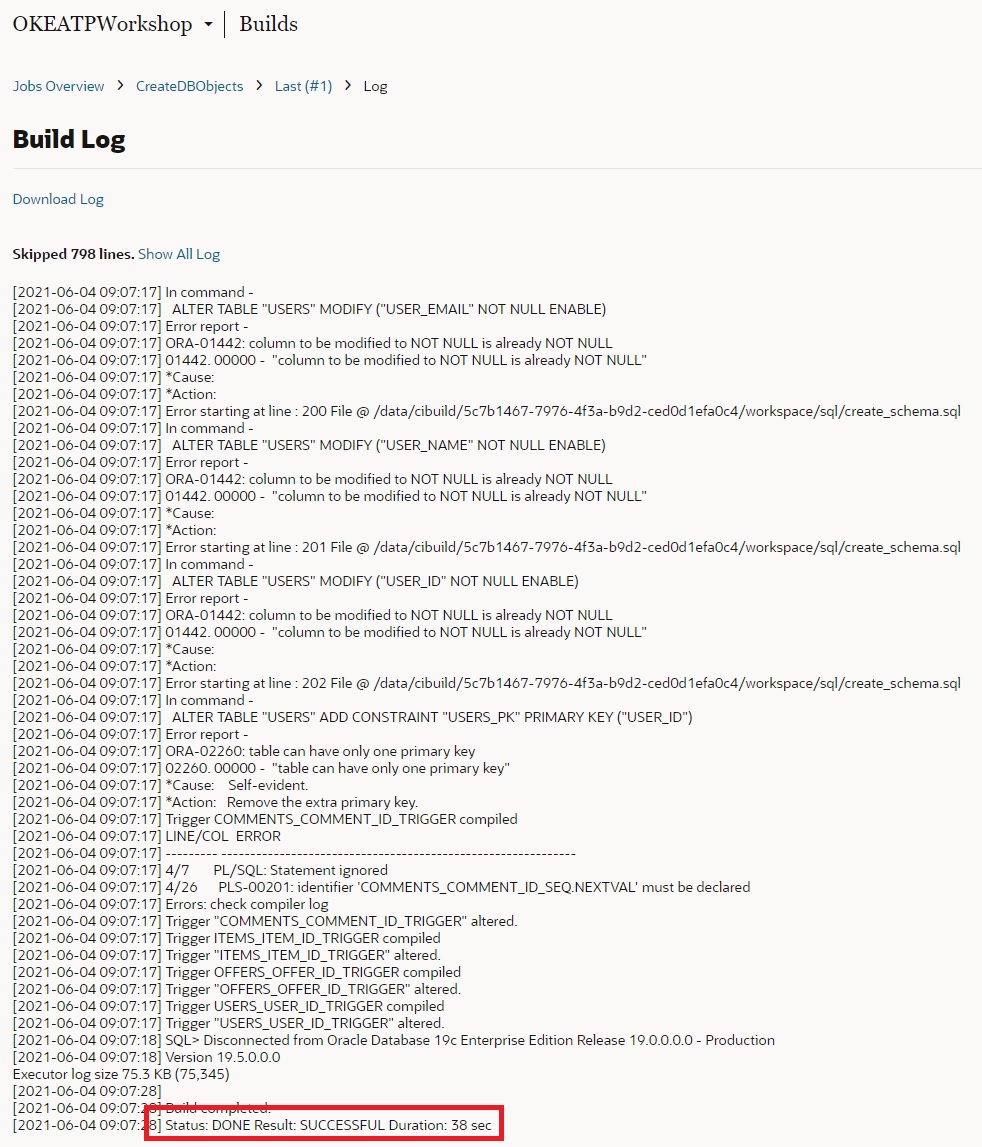 OKEATPWorkshop Builds
Jobs Overview > CreateDBObjects > Last (#1) > Log
Build Log
Download Log
Skipped 798 lines. Show All Log
[2021-06-04 09:07:17] In command -
[2021-06-04 09:07:17]   ALTER TABLE "USERS" MODIFY ("USER_EMAIL" NOT NULL ENABLE)
[2021-06-04 09:07:17] Error report -
[2021-06-04 09:07:17] ORA-01442: column to be modified to NOT NULL is already NOT NULL
[2021-06-04 09:07:17] 01442. 00000 -  "column to be modified to NOT NULL is already NOT NULL"
[2021-06-04 09:07:17] *Cause:
[2021-06-04 09:07:17] *Action:
[2021-06-04 09:07:17] Error starting at line : 200 File @ /data/cibuild/5c7b1467-7976-4f3a-b9d2-ced0d1efa0c4/workspace/sql/create_schema.sql
[2021-06-04 09:07:17] In command -
[2021-06-04 09:07:17]   ALTER TABLE "USERS" MODIFY ("USER_NAME" NOT NULL ENABLE)
[2021-06-04 09:07:17] Error report -
[2021-06-04 09:07:17] ORA-01442: column to be modified to NOT NULL is already NOT NULL
[2021-06-04 09:07:17] 01442. 00000 -  "column to be modified to NOT NULL is already NOT NULL"
[2021-06-04 09:07:17] *Cause:
[2021-06-04 09:07:17] *Action:
[2021-06-04 09:07:17] Error starting at line : 201 File @ /data/cibuild/5c7b1467-7976-4f3a-b9d2-ced0d1efa0c4/workspace/sql/create_schema.sql
[2021-06-04 09:07:17] In command -
[2021-06-04 09:07:17]   ALTER TABLE "USERS" MODIFY ("USER_ID" NOT NULL ENABLE)
[2021-06-04 09:07:17] Error report -
[2021-06-04 09:07:17] ORA-01442: column to be modified to NOT NULL is already NOT NULL
[2021-06-04 09:07:17] 01442. 00000 -  "column to be modified to NOT NULL is already NOT NULL"
[2021-06-04 09:07:17] *Cause:
[2021-06-04 09:07:17] *Action:
[2021-06-04 09:07:17] Error starting at line : 202 File @ /data/cibuild/5c7b1467-7976-4f3a-b9d2-ced0d1efa0c4/workspace/sql/create_schema.sql
[2021-06-04 09:07:17] In command -
[2021-06-04 09:07:17]   ALTER TABLE "USERS" ADD CONSTRAINT "USERS_PK" PRIMARY KEY ("USER_ID")
[2021-06-04 09:07:17] Error report -
[2021-06-04 09:07:17] ORA-02260: table can have only one primary key
[2021-06-04 09:07:17] 02260. 00000 -  "table can have only one primary key"
[2021-06-04 09:07:17] *Cause:    Self-evident.
[2021-06-04 09:07:17] *Action:   Remove the extra primary key.
[2021-06-04 09:07:17] Trigger COMMENTS_COMMENT_ID_TRIGGER compiled
[2021-06-04 09:07:17] LINE/COL  ERROR
[2021-06-04 09:07:17] --------- -------------------------------------------------------------
[2021-06-04 09:07:17] 4/7       PL/SQL: Statement ignored
[2021-06-04 09:07:17] 4/26      PLS-00201: identifier 'COMMENTS_COMMENT_ID_SEQ.NEXTVAL' must be declared
[2021-06-04 09:07:17] Errors: check compiler log
[2021-06-04 09:07:17] Trigger "COMMENTS_COMMENT_ID_TRIGGER" altered.
[2021-06-04 09:07:17] Trigger ITEMS_ITEM_ID_TRIGGER compiled
[2021-06-04 09:07:17] Trigger "ITEMS_ITEM_ID_TRIGGER" altered.
[2021-06-04 09:07:17] Trigger OFFERS_OFFER_ID_TRIGGER compiled
[2021-06-04 09:07:17] Trigger "OFFERS_OFFER_ID_TRIGGER" altered.
[2021-06-04 09:07:17] Trigger USERS_USER_ID_TRIGGER compiled
[2021-06-04 09:07:17] Trigger "USERS_USER_ID_TRIGGER" altered.
[2021-06-04 09:07:18] SQL> Disconnected from Oracle Database 19c Enterprise Edition Release 19.0.0.0.0 - Production
[2021-06-04 09:07:18] Version 19.5.0.0.0
Executor log size 75.3 KB (75,345)
[2021-06-04 09:07:28]
[2021-06-04 09:07:28] Build completed.
[2021-06-04 09:07:28] Status: DONE Result: SUCCESSFUL Duration: 38 sec